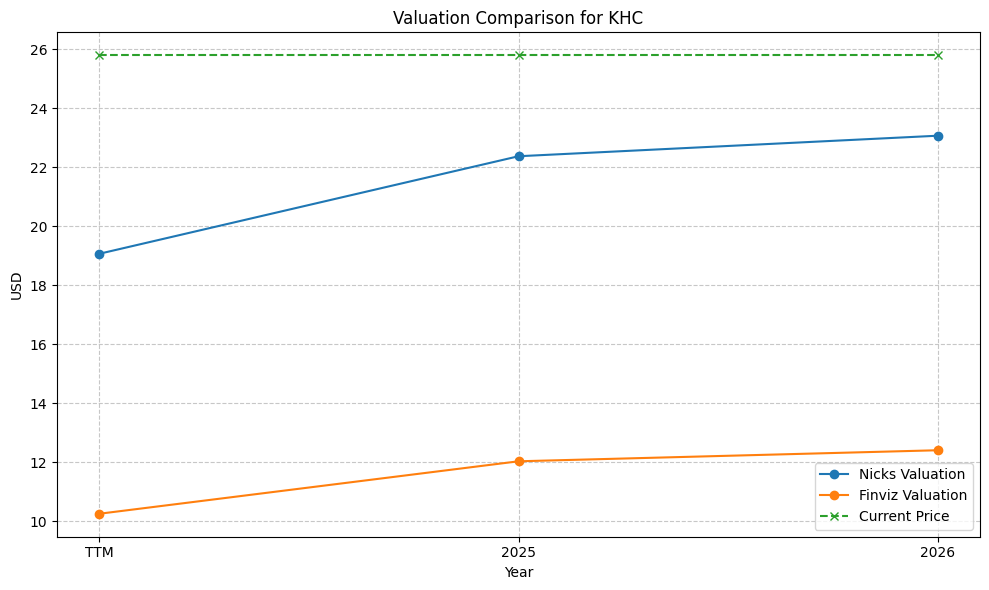 Valuation Comparison for KHC
USD
26
24
22
20
18
16
14
12
10
TTM
2025
2026
Year
Nicks Valuation
Finviz Valuation
Current Price